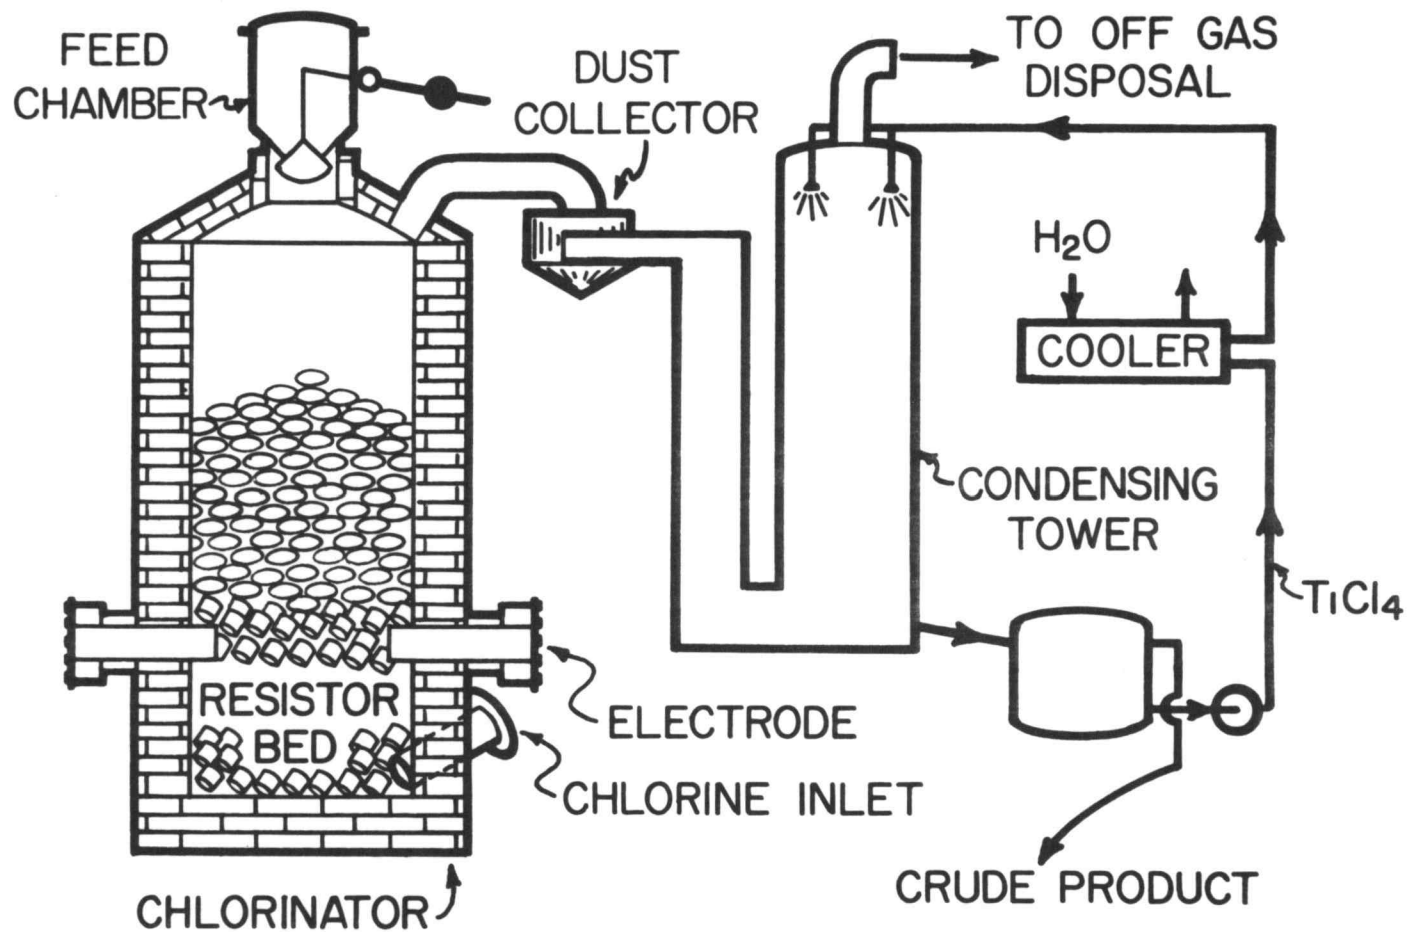 FEED
CHAMBER
DUST
COLLECTOR
TO OFF GAS
DISPOSAL
H2O
COOLER
CONDENSING
TOWER
TiCl4
RESISTOR
BED
ELECTRODE
CHLORINE INLET
CRUDE PRODUCT
CHLORINATOR